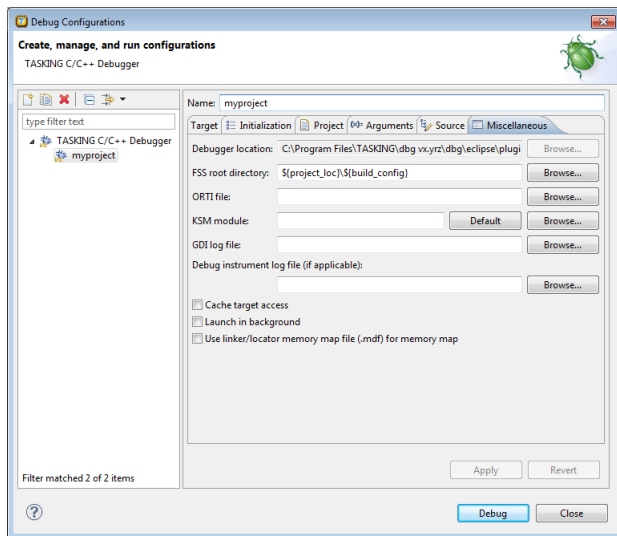 Debug Configurations
Create, manage, and run configurations
TASKING C/C++ Debugger
type filter text
TASKING C/C++ Debugger
myproject
Filter matched 2 of 2 items
Name: myproject
Target Initialization Project (x)= Arguments Source Miscellaneous
Debugger location: C:\Program Files\TASKING\dbg vx.yrz\dbg\eclipse\plugi Browse...
FSS root directory: ${project_loc}\${build_config} Browse...
ORTI file: Browse...
KSM module: Default Browse...
GDI log file: Browse...
Debug instrument log file (if applicable):
Browse...
Cache target access
Launch in background
Use linker/locator memory map file (.mdf) for memory map
Apply Revert
? Debug Close